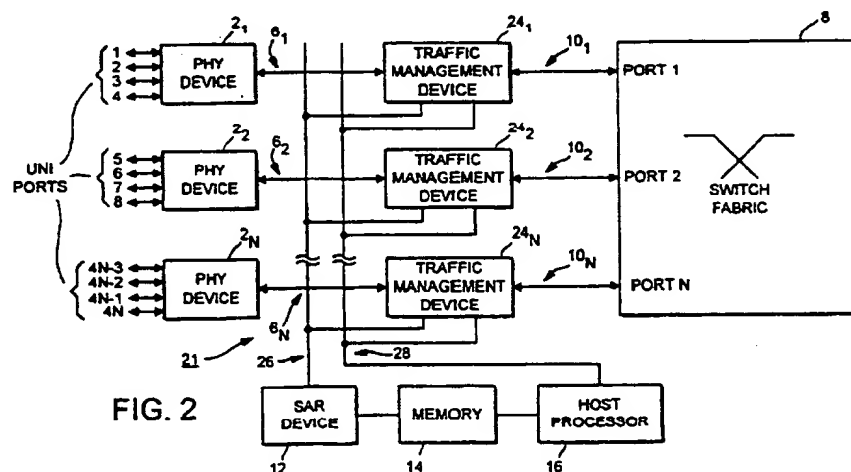 2₁
6₁
24₁
10₁
8
1
2
3
4
PHY
DEVICE
TRAFFIC
MANAGEMENT
DEVICE
PORT 1
UNI
PORTS
2₂
6₂
24₂
10₂
5
6
7
8
PHY
DEVICE
TRAFFIC
MANAGEMENT
DEVICE
PORT 2
SWITCH
FABRIC
2N
24N
10N
4N-3
4N-2
4N-1
4N
PHY
DEVICE
TRAFFIC
MANAGEMENT
DEVICE
PORT N
6N
21
26
28
FIG. 2
SAR
DEVICE
MEMORY
HOST
PROCESSOR
12
14
16